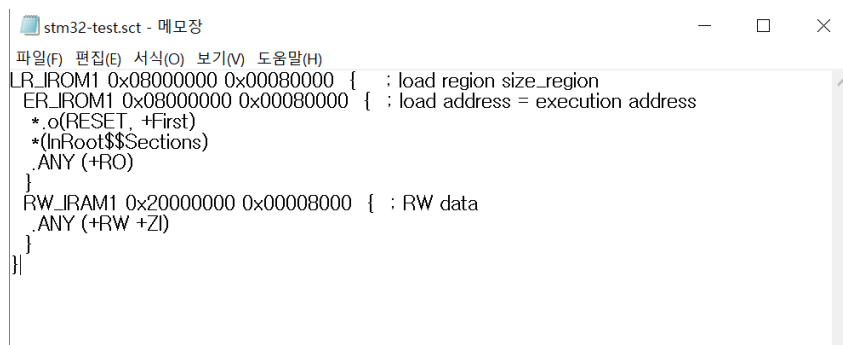 stm32-test.sct - 메모장
파일(F) 편집(E) 서식(O) 보기(V) 도움말(H)
LR_IROM1 0x08000000 0x00080000  {    ; load region size_region
  ER_IROM1 0x08000000 0x00080000  {  ; load address = execution address
   *.o(RESET, +First)
   *(InRoot$$Sections)
   .ANY (+RO)
  }
  RW_IRAM1 0x20000000 0x00008000  {  ; RW data
   .ANY (+RW +ZI)
  }
}